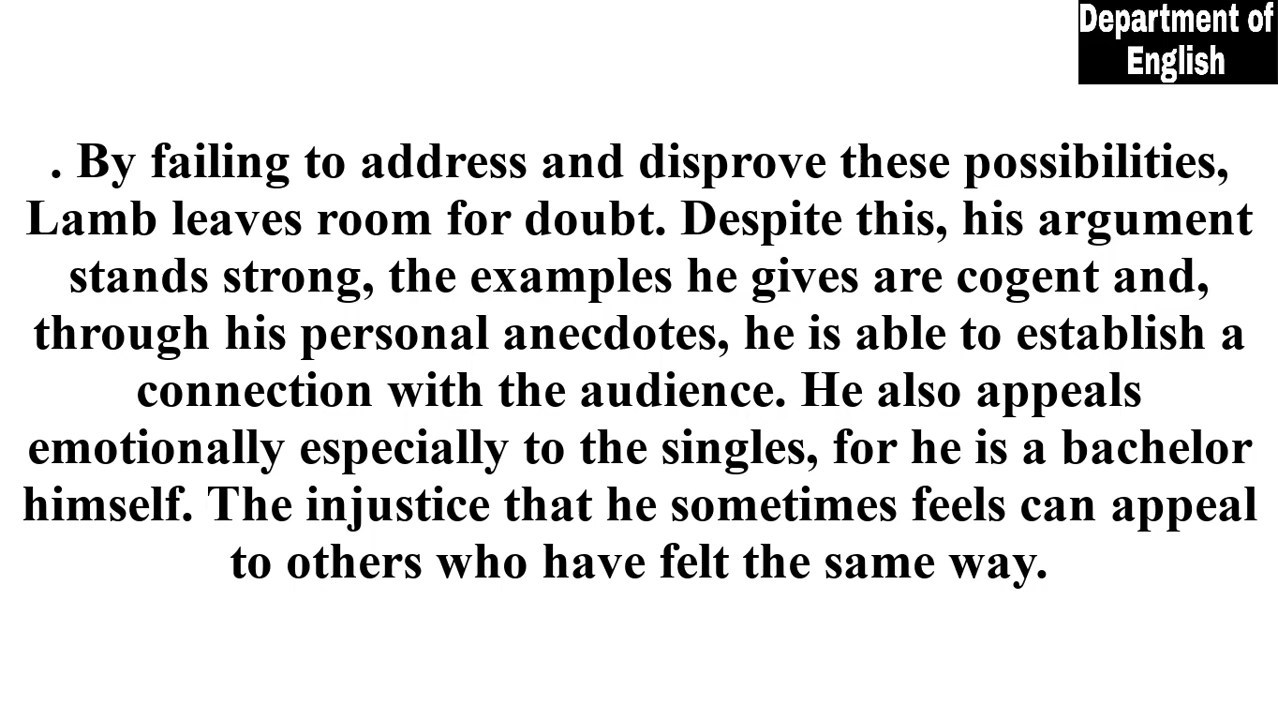 Department of
English
. By failing to address and disprove these possibilities,
Lamb leaves room for doubt. Despite this, his argument
stands strong, the examples he gives are cogent and,
through his personal anecdotes, he is able to establish a
connection with the audience. He also appeals
emotionally especially to the singles, for he is a bachelor
himself. The injustice that he sometimes feels can appeal
to others who have felt the same way.